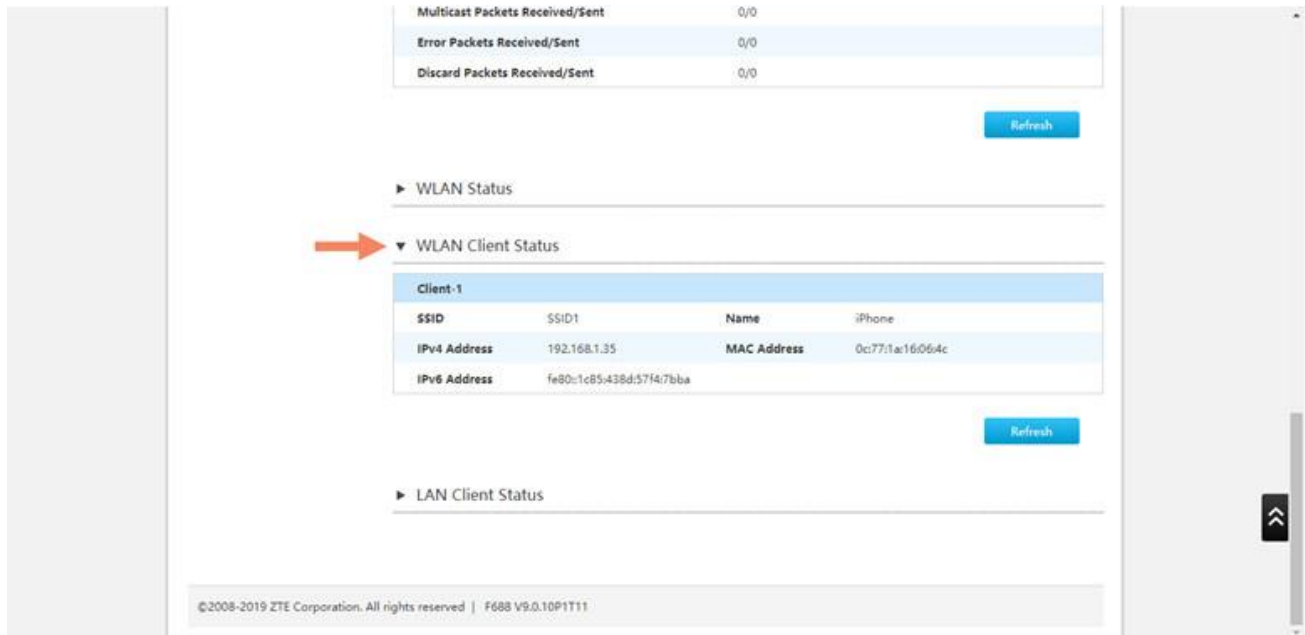 Multicast Packets Received/Sent 0/0
Error Packets Received/Sent 0/0
Discard Packets Received/Sent 0/0
Refresh
WLAN Status
WLAN Client Status
Client-1
SSID SSID1 Name iPhone
IPv4 Address 192.168.1.35 MAC Address 0c:77:1a:16:06:4c
IPv6 Address fe80::1c85:438d:57f4:7bba
Refresh
LAN Client Status
©2008-2019 ZTE Corporation. All rights reserved | F688 V9.0.10P1T11